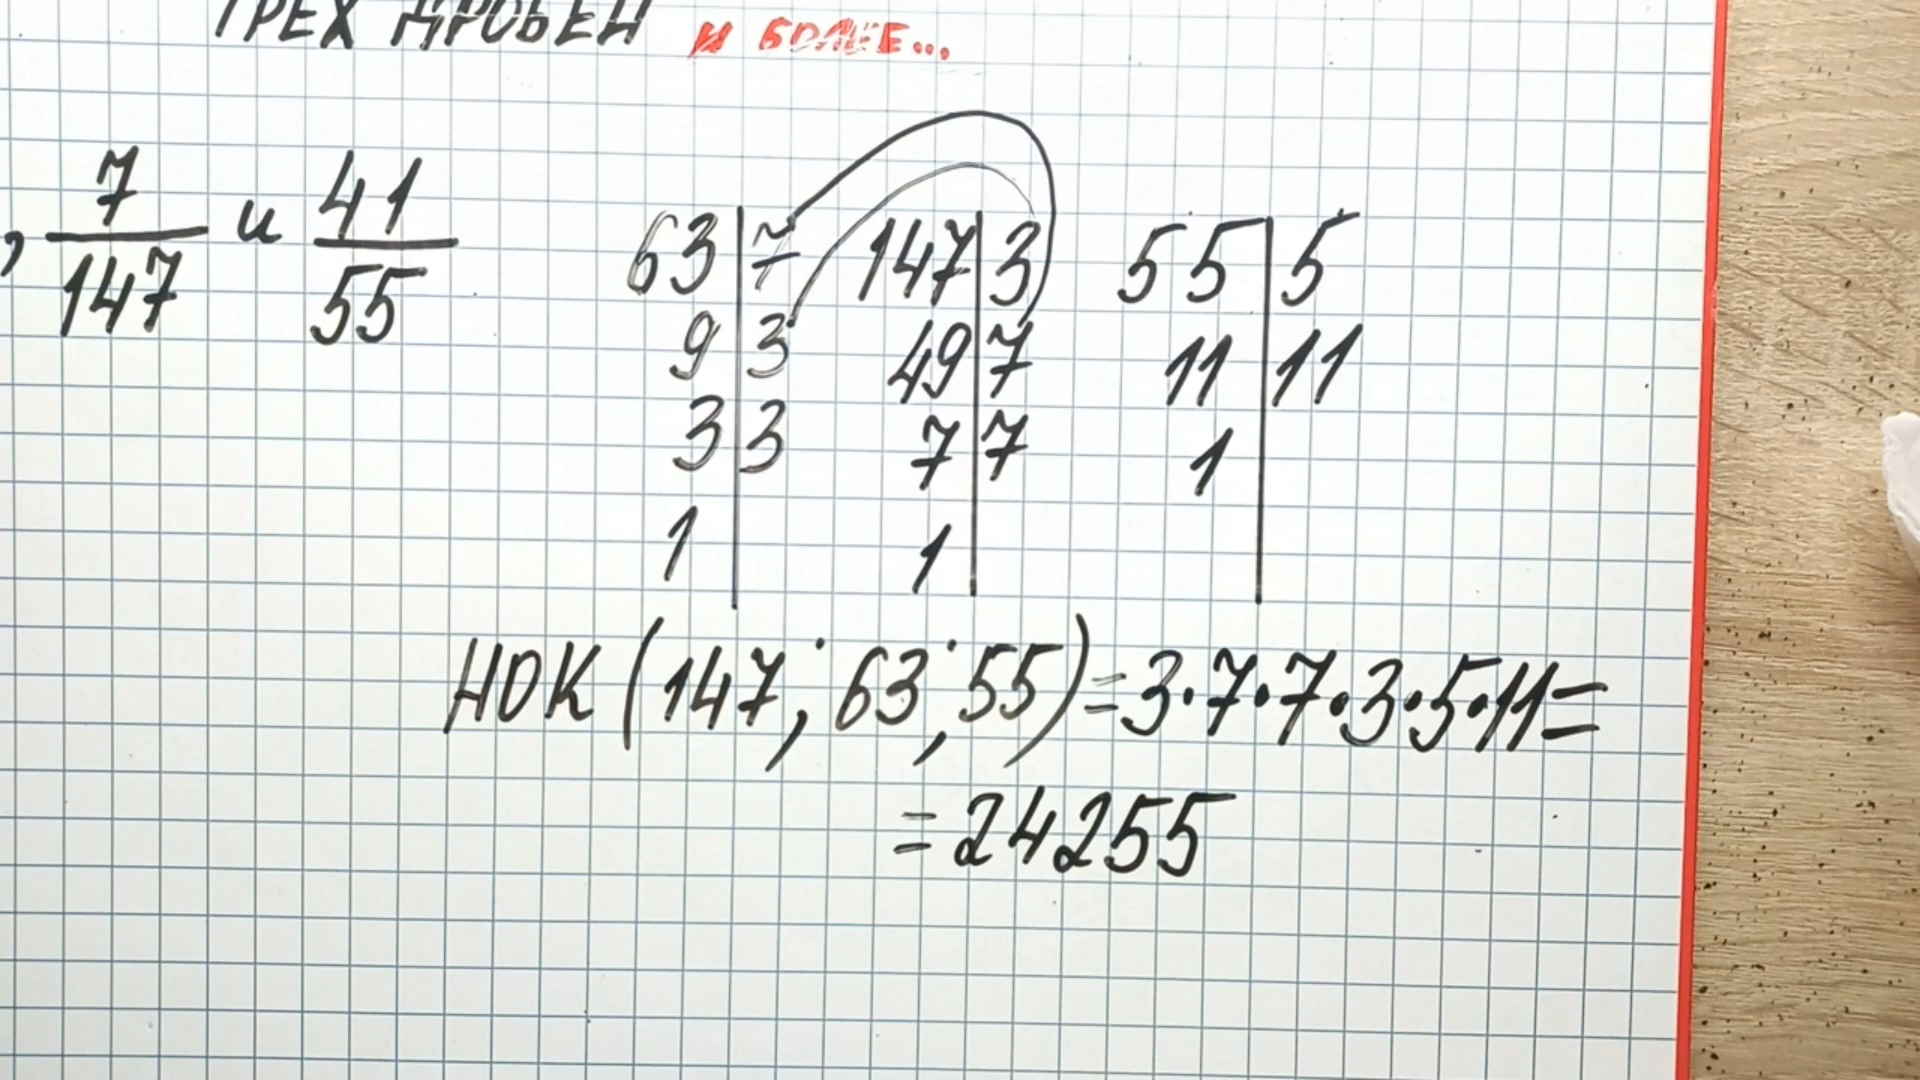 ТРЕХ ДРОБЕЙ И БОЛЕЕ...
, 7/147 и 41/55
63 | 7 147 | 3 55 | 5
9 | 3 49 | 7 11 | 11
3 | 3 7 | 7 1
1 1
НОК (147; 63; 55) = 3·7·7·3·5·11=
= 24255